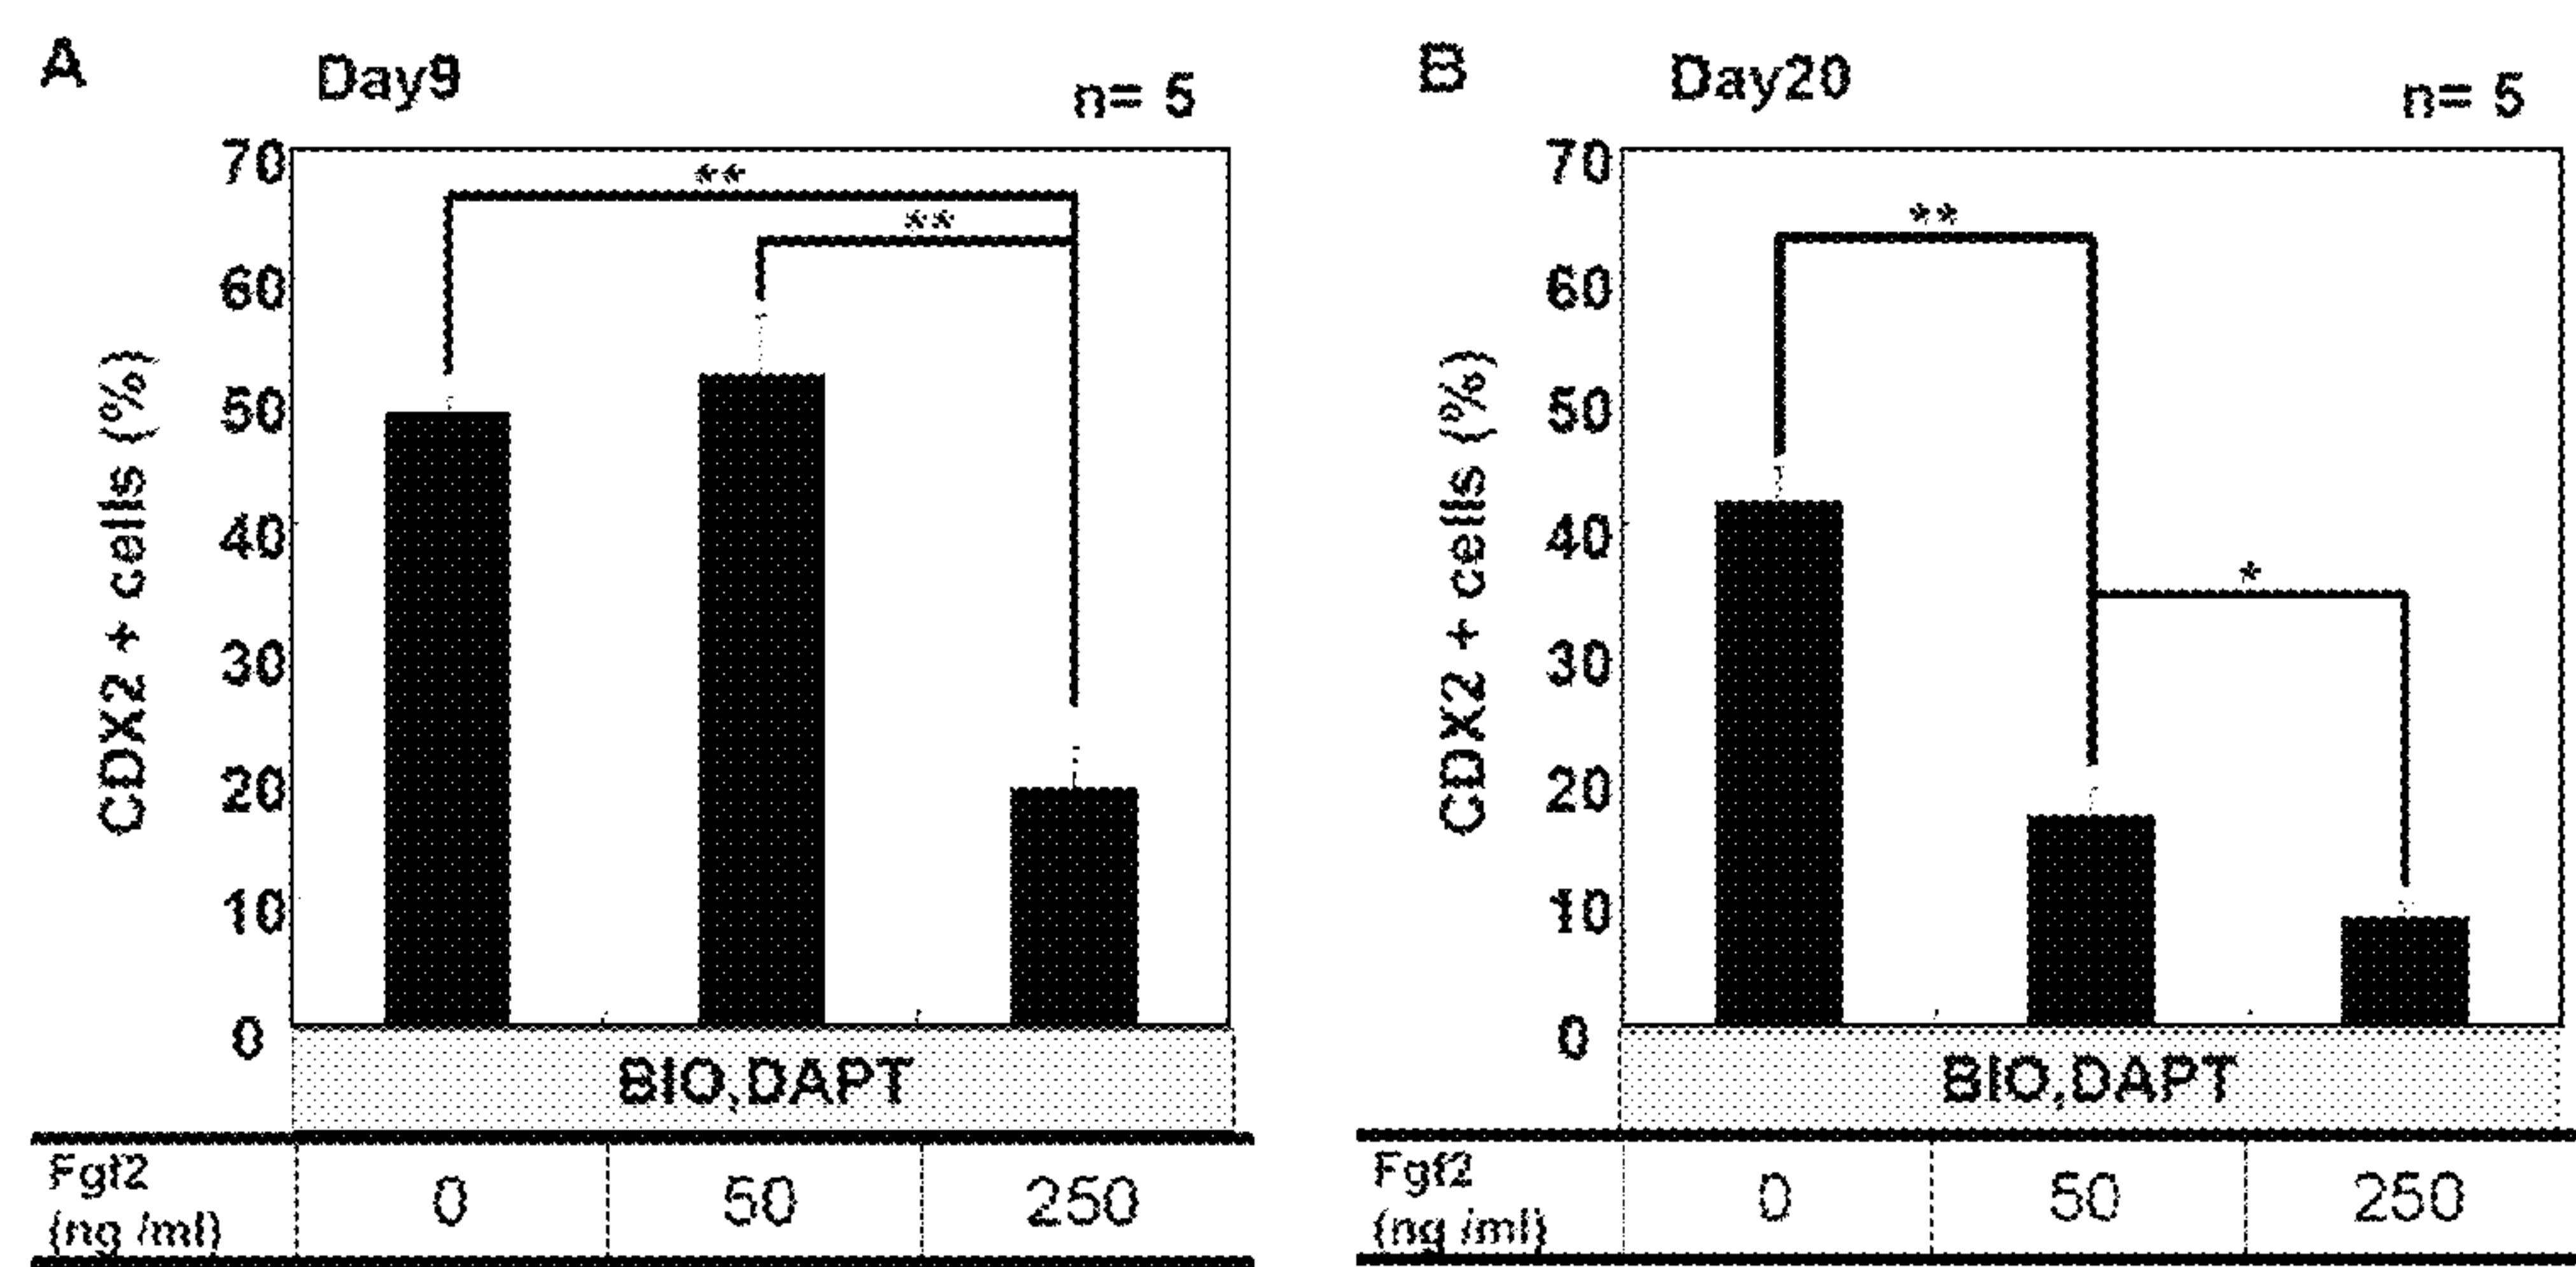 A
Day9
n= 5
70
60
50
40
30
20
10
0
CDX2 + cells (%)
**
**
BIO,DAPT
Fgf2
(ng /ml)
0
50
250
B
Day20
n= 5
70
60
50
40
30
20
10
0
CDX2 + cells (%)
**
*
BIO,DAPT
Fgf2
(ng /ml)
0
50
250